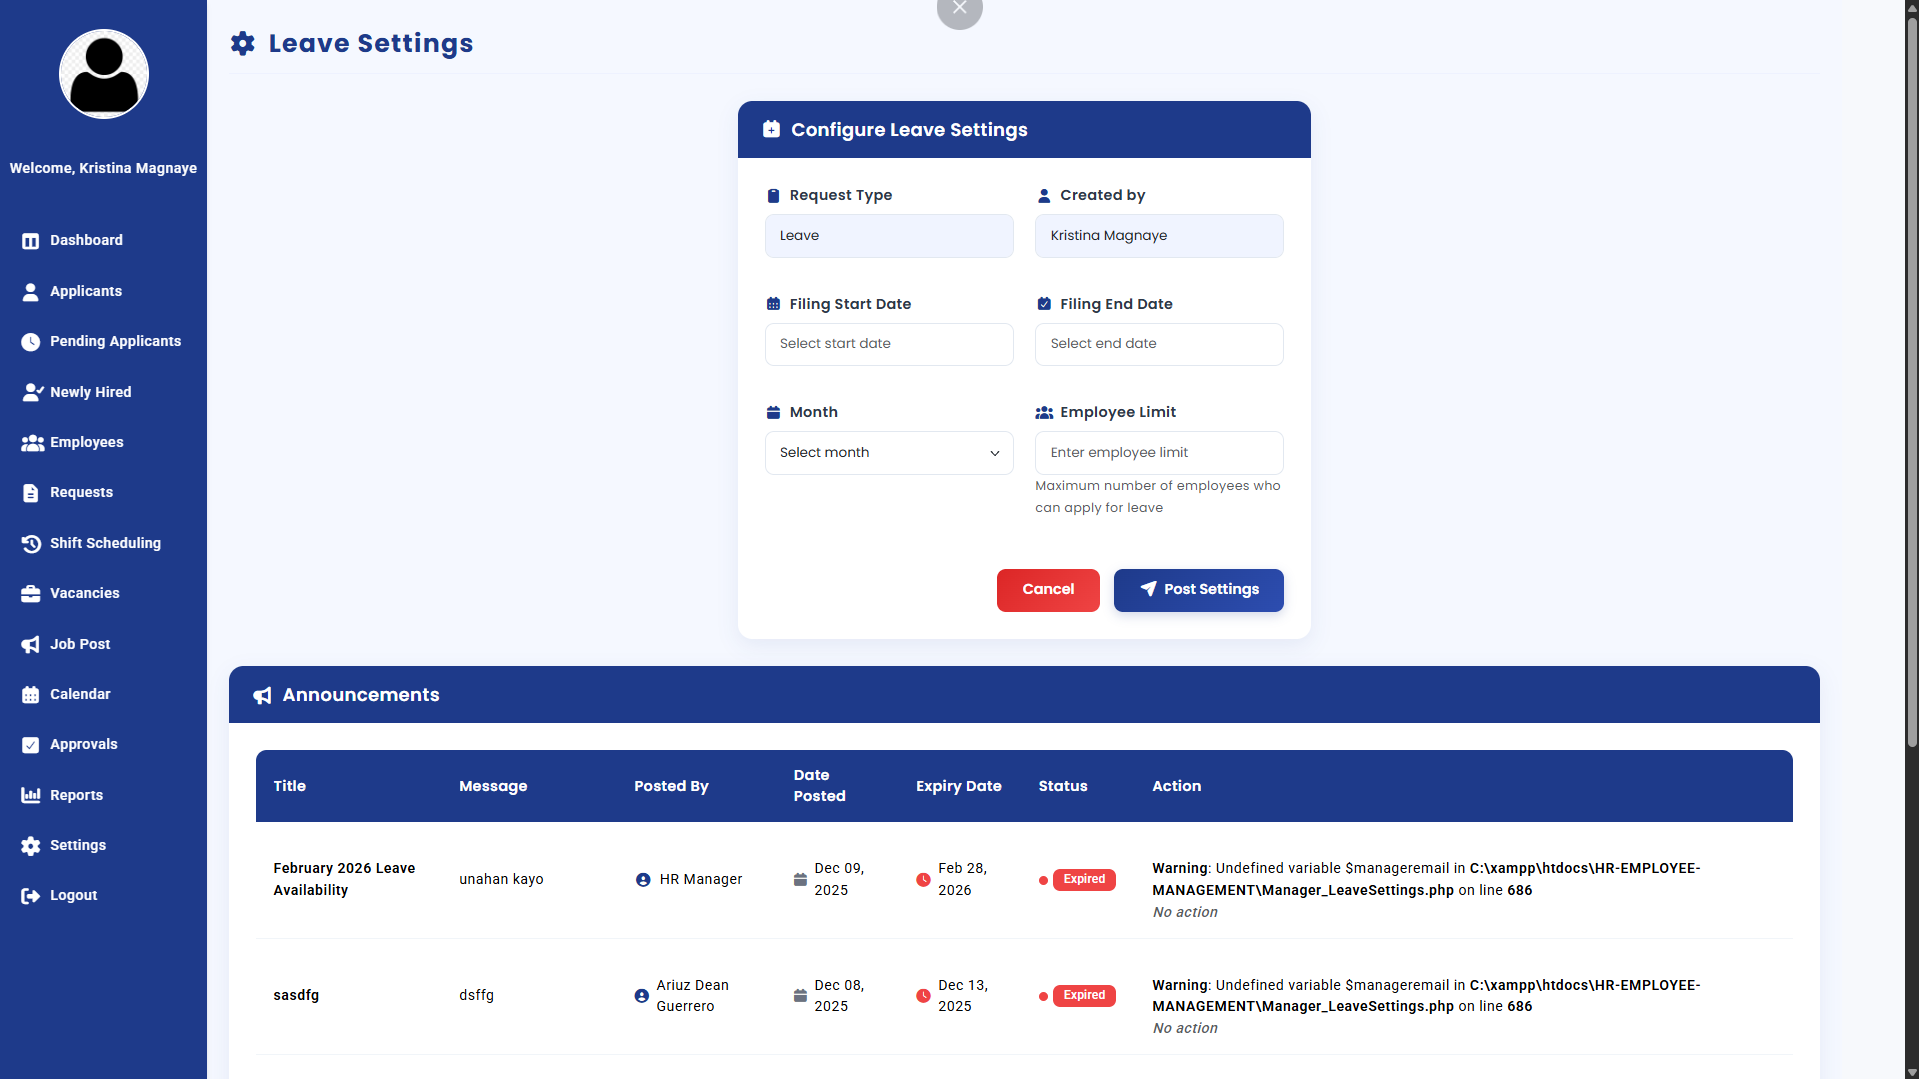 Welcome, Kristina Magnaye
Dashboard
Applicants
Pending Applicants
Newly Hired
Employees
Requests
Shift Scheduling
Vacancies
Job Post
Calendar
Approvals
Reports
Settings
Logout
Leave Settings
Configure Leave Settings
Request Type
Leave
Created by
Kristina Magnaye
Filing Start Date
Select start date
Filing End Date
Select end date
Month
Select month
Employee Limit
Enter employee limit
Maximum number of employees who
can apply for leave
Cancel
Post Settings
Announcements
Title
Message
Posted By
Date
Posted
Expiry Date
Status
Action
February 2026 Leave
Availability
unahan kayo
HR Manager
Dec 09,
2025
Feb 28,
2026
Expired
Warning: Undefined variable $manageremail in C:\xampp\htdocs\HR-EMPLOYEE-
MANAGEMENT\Manager_LeaveSettings.php on line 686
No action
sasdfg
dsffg
Ariuz Dean
Guerrero
Dec 08,
2025
Dec 13,
2025
Expired
Warning: Undefined variable $manageremail in C:\xampp\htdocs\HR-EMPLOYEE-
MANAGEMENT\Manager_LeaveSettings.php on line 686
No action